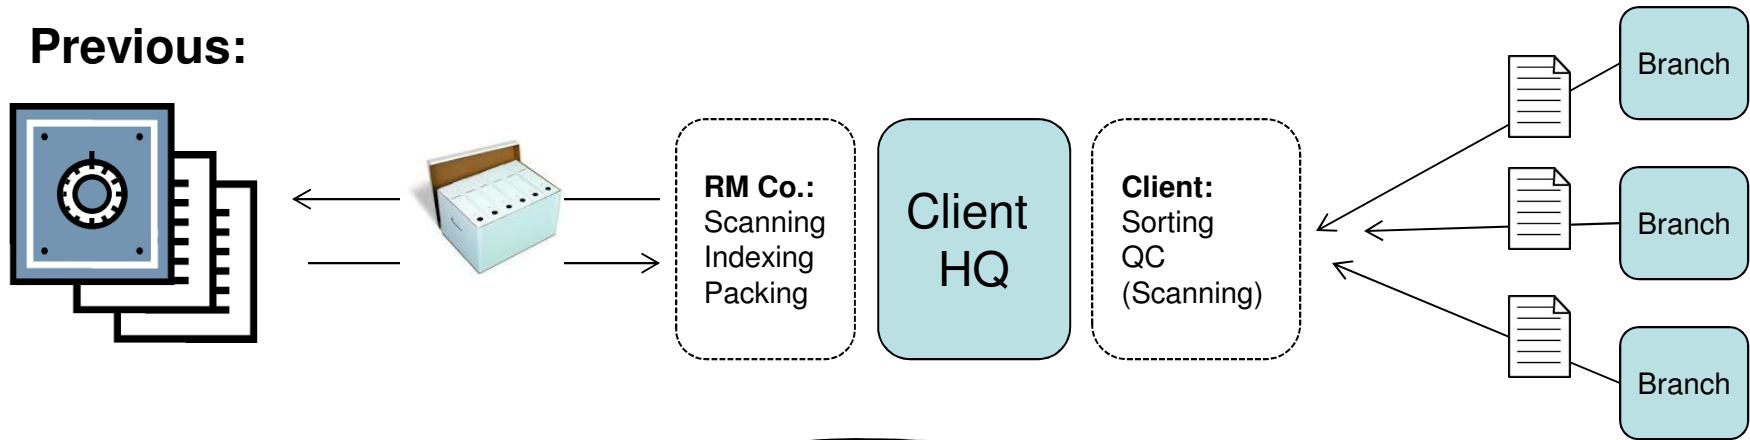 Previous:
RM Co.:
Scanning
Indexing
Packing
Client
HQ
Client:
Sorting
QC
(Scanning)
Branch
Branch
Branch